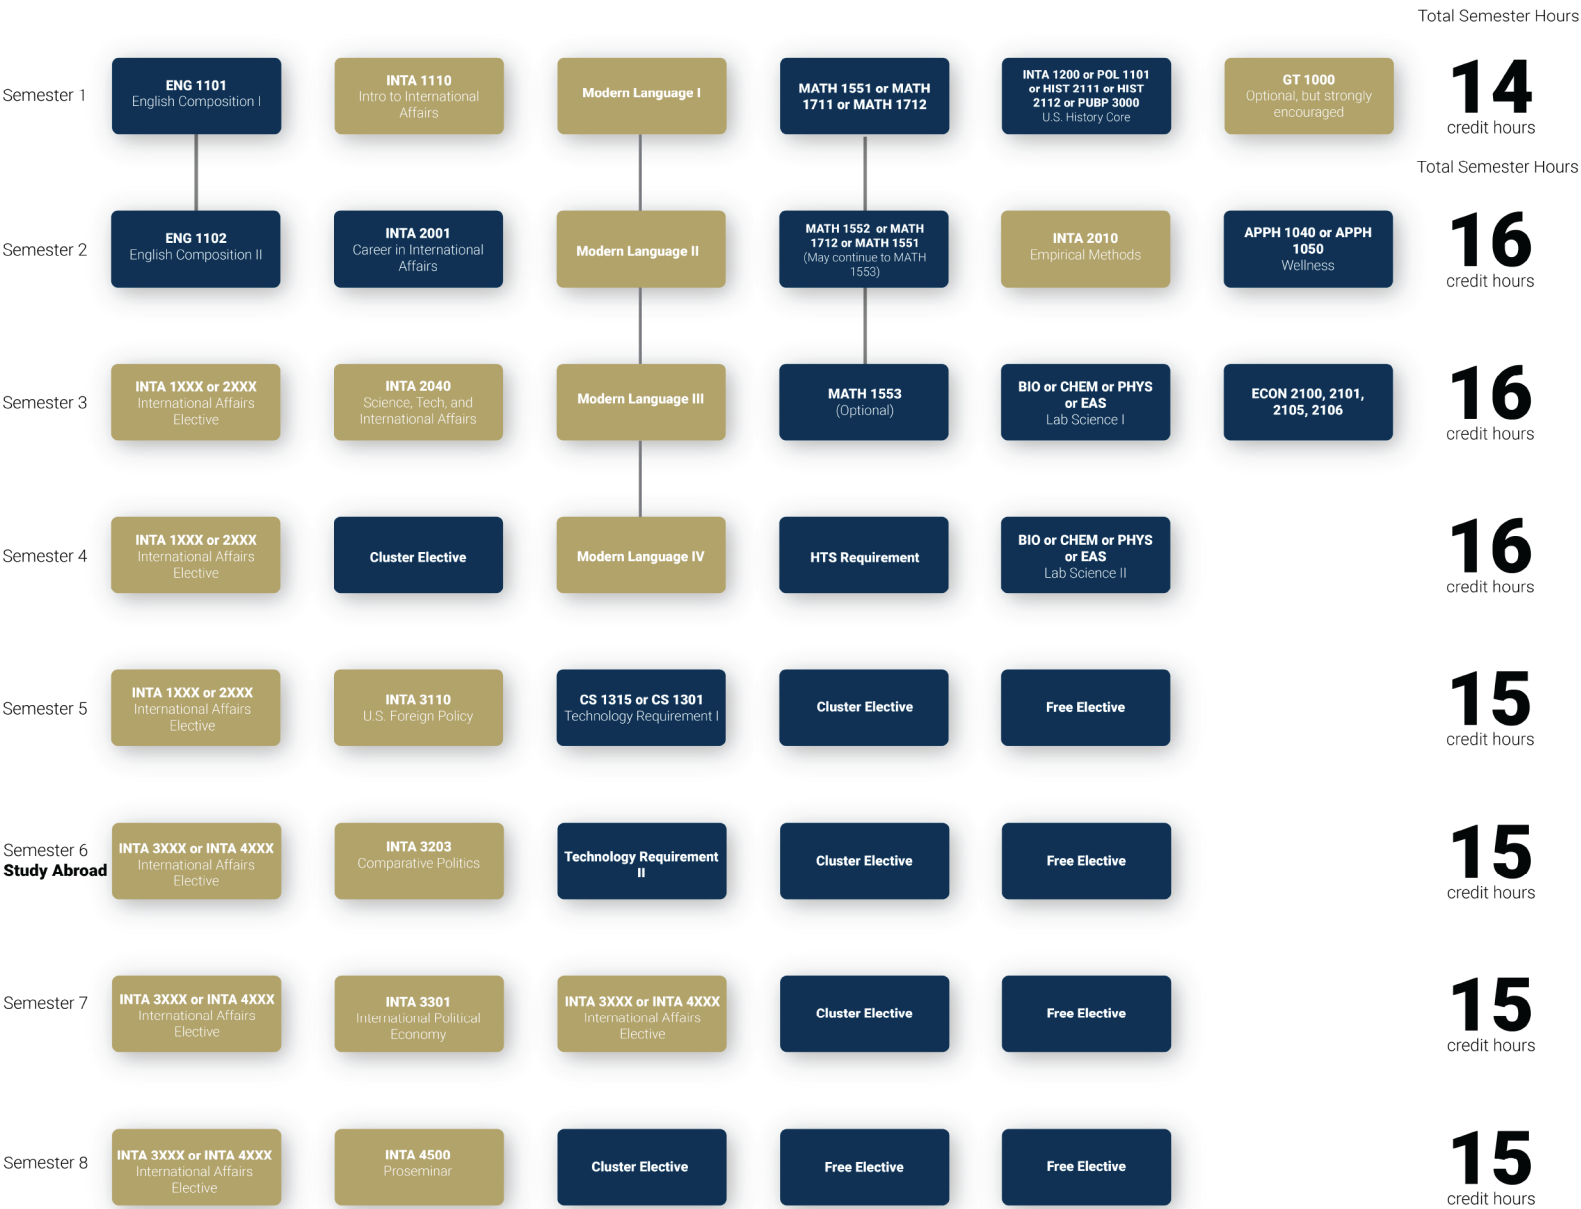 Total Semester Hours
Semester 1
ENG 1101
English Composition I
INTA 1110
Intro to International
Affairs
Modern Language I
MATH 1551 or MATH
1711 or MATH 1712
INTA 1200 or POL 1101
or HIST 2111 or HIST
2112 or PUBP 3000
U.S. History Core
GT 1000
Optional, but strongly
encouraged
14
credit hours
Total Semester Hours
Semester 2
ENG 1102
English Composition II
INTA 2001
Career in International
Affairs
Modern Language II
MATH 1552 or MATH
1712 or MATH 1551
(May continue to MATH
1553)
INTA 2010
Empirical Methods
APPH 1040 or APPH
1050
Wellness
16
credit hours
Semester 3
INTA 1XXX or 2XXX
International Affairs
Elective
INTA 2040
Science, Tech, and
International Affairs
Modern Language III
MATH 1553
(Optional)
BIO or CHEM or PHYS
or EAS
Lab Science I
ECON 2100, 2101,
2105, 2106
16
credit hours
Semester 4
INTA 1XXX or 2XXX
International Affairs
Elective
Cluster Elective
Modern Language IV
HTS Requirement
BIO or CHEM or PHYS
or EAS
Lab Science II
16
credit hours
Semester 5
INTA 1XXX or 2XXX
International Affairs
Elective
INTA 3110
U.S. Foreign Policy
CS 1315 or CS 1301
Technology Requirement I
Cluster Elective
Free Elective
15
credit hours
Semester 6
Study Abroad
INTA 3XXX or INTA 4XXX
International Affairs
Elective
INTA 3203
Comparative Politics
Technology Requirement
II
Cluster Elective
Free Elective
15
credit hours
Semester 7
INTA 3XXX or INTA 4XXX
International Affairs
Elective
INTA 3301
International Political
Economy
INTA 3XXX or INTA 4XXX
International Affairs
Elective
Cluster Elective
Free Elective
15
credit hours
Semester 8
INTA 3XXX or INTA 4XXX
International Affairs
Elective
INTA 4500
Proseminar
Cluster Elective
Free Elective
Free Elective
15
credit hours